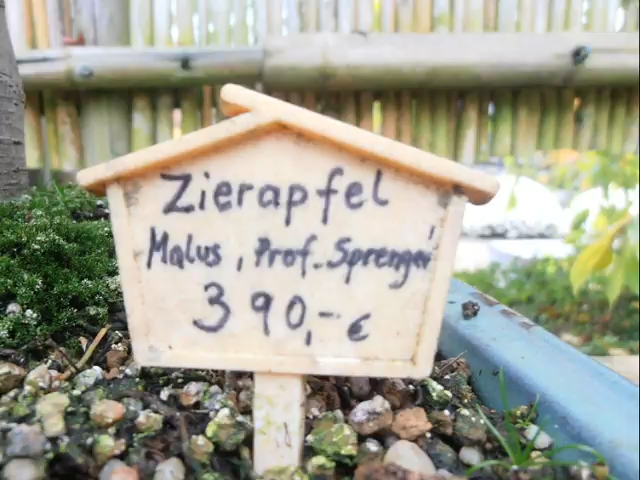 Zierapfel
Malus, 'Prof. Sprenger'
390,- €